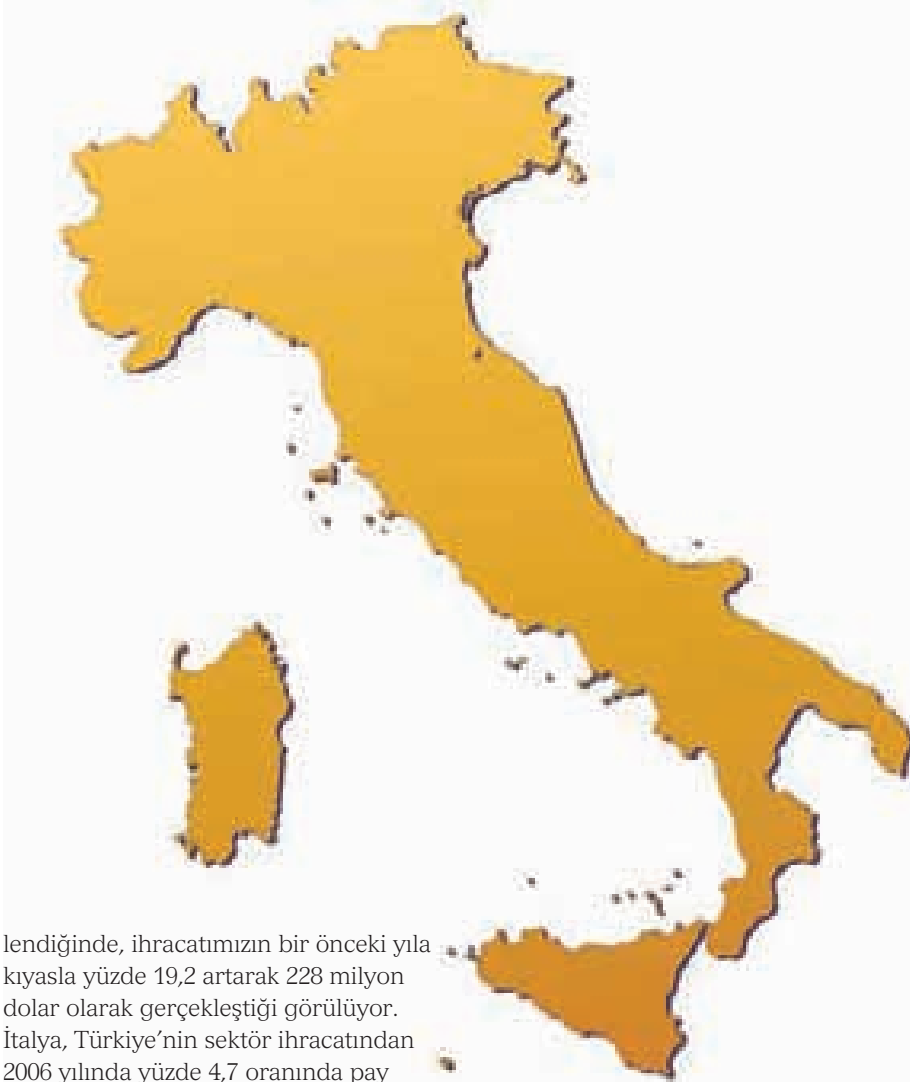 lendiğinde, ihracatımızın bir önceki yıla
kıyasla yüzde 19,2 artarak 228 milyon
dolar olarak gerçekleştiği görülüyor.
İtalya, Türkiye’nin sektör ihracatından
2006 yılında yüzde 4,7 oranında pay